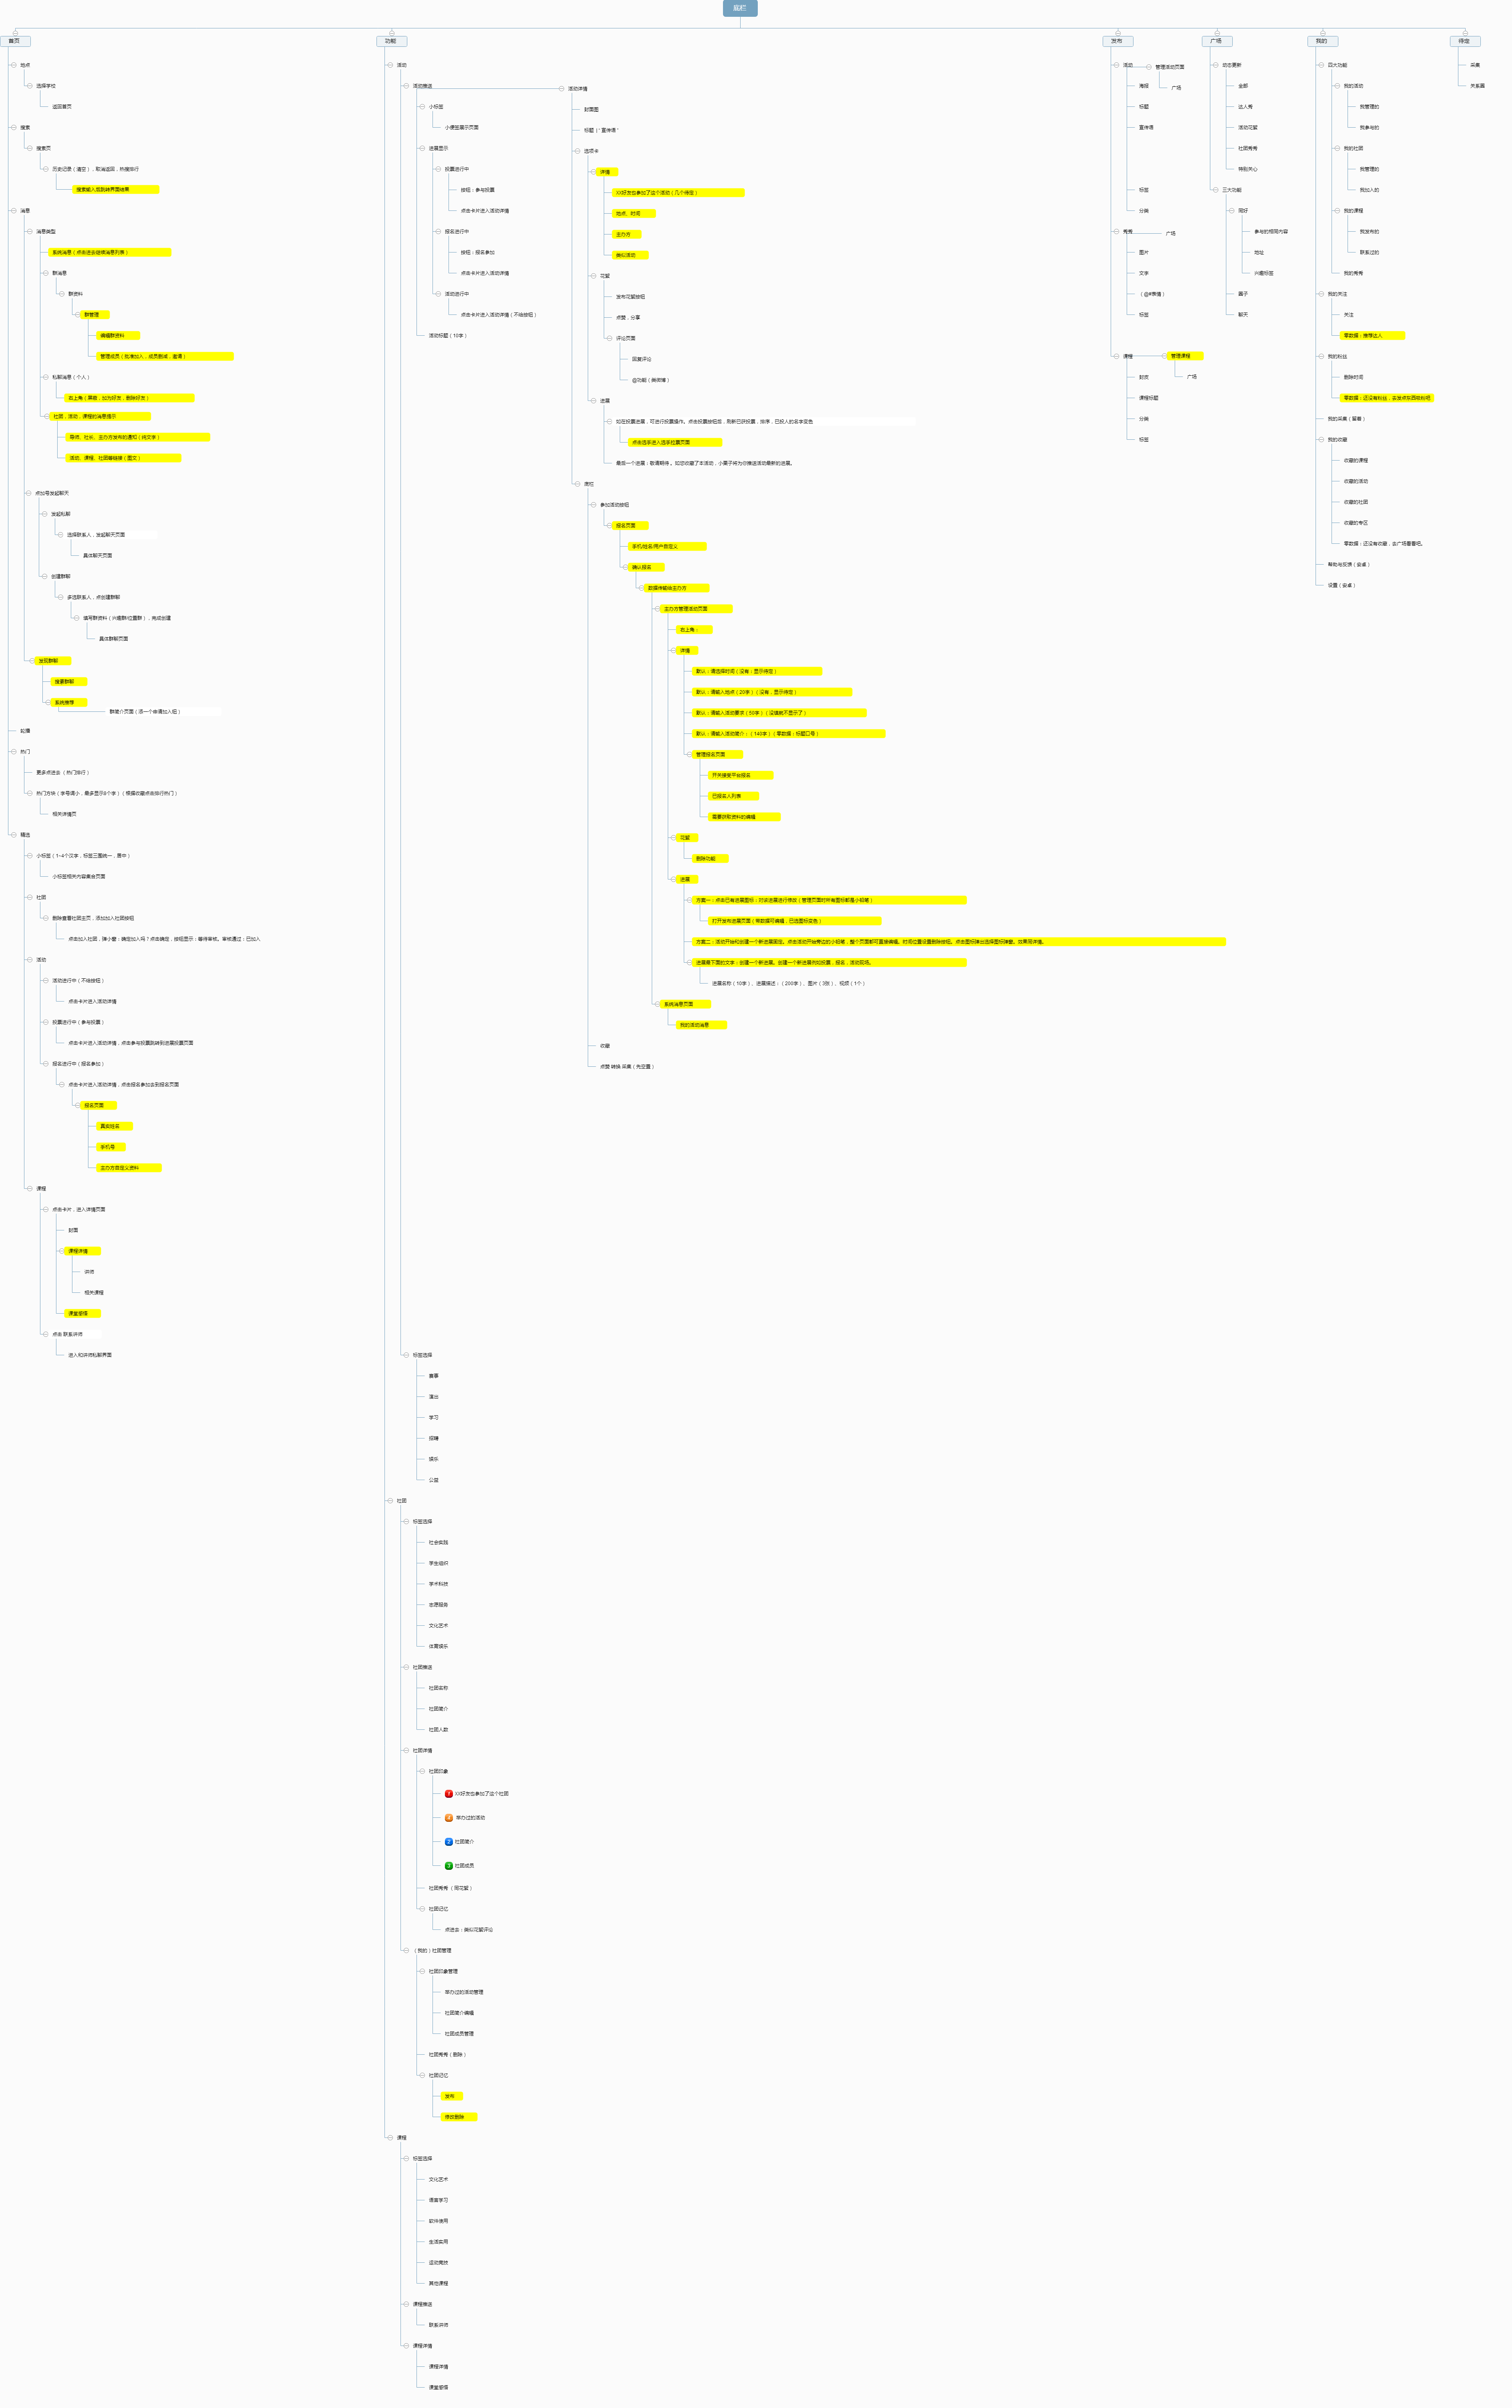 底栏
首页
地点
选择学校
返回首页
搜索
搜索页
历史记录（清空），取消返回，热搜排行
搜索输入后跳转界面结果
消息
消息类型
系统消息（点击进去继续消息列表）
群消息
群资料
群管理
编辑群资料
管理成员（批准加入，成员删减，邀请）
私聊消息（个人）
右上角（屏蔽，加为好友，删除好友）
社团，活动，课程的消息提示
导师、社长、主办方发布的通知（纯文字）
活动、课程、社团等链接（图文）
点加号发起聊天
发起私聊
选择联系人，发起聊天页面
具体聊天页面
创建群聊
多选联系人，点创建群聊
填写群资料（兴趣群/位置群），完成创建
具体群聊页面
发现群聊
搜索群聊
系统推荐
群简介页面（添一个申请加入钮）
轮播
热门
更多点进去（热门排行）
热门方块（字号调小，最多显示8个字）（根据收藏点击排行热门）
相关详情页
精选
小标签（1~4个汉字，标签三圈统一，居中）
小标签相关内容集合页面
社团
删除查看社团主页，添加加入社团按钮
点击加入社团，弹小窗：确定加入吗？点击确定，按钮显示：等待审核。审核通过：已加入
活动
活动进行中（不给按钮）
点击卡片进入活动详情
投票进行中（参与投票）
点击卡片进入活动详情，点击参与投票跳转到进展投票页面
报名进行中（报名参加）
点击卡片进入活动详情，点击报名参加去到报名页面
报名页面
真实姓名
手机号
主办方自定义资料
课程
点击卡片，进入详情页面
封面
课程详情
讲师
相关课程
课堂感悟
点击 联系讲师
进入和讲师私聊界面
功能
活动
活动推送
小标签
小便签展示页面
进展显示
投票进行中
按钮：参与投票
点击卡片进入活动详情
报名进行中
按钮：报名参加
点击卡片进入活动详情
活动进行中
点击卡片进入活动详情（不给按钮）
活动标题（10字）
活动详情
封面图
标题 |“ 宣传语 ”
选项卡
详情
XX好友也参加了这个活动（几个待定）
地点、时间
主办方
类似活动
花絮
发布花絮按钮
点赞，分享
评论页面
回复评论
@功能（类微博）
进展
如在投票进展，可进行投票操作。点击投票按钮后，刷新已获投票，排序，已投人的名字变色
点击选手进入选手拉票页面
最后一个进展：敬请期待 。如您收藏了本活动，小栗子将为你推送活动最新的进展。
底栏
参加活动按钮
报名页面
手机/姓名/用户自定义
确认报名
数据传输给主办方
主办方管理活动页面
右上角：
详情
默认：请选择时间（没有：显示待定）
默认：请输入地点（20字）（没有，显示待定）
默认：请输入活动要求（50字）（没填就不显示了）
默认：请输入活动简介：（140字）（零数据：标题口号）
管理报名页面
开关接受平台报名
已报名人列表
需要获取资料的编辑
花絮
删除功能
进展
方案一：点击已有进展图标：对该进展进行修改（管理页面时所有图标都是小铅笔）
打开发布进展页面（带数据可编辑，已选图标变色）
方案二：活动开始和创建一个新进展固定。点击活动开始旁边的小铅笔，整个页面都可直接编辑。时间位置设置删除按钮。点击图标弹出选择图标弹窗。效果同详情。
进展最下面的文字：创建一个新进展。创建一个新进展例如投票，报名，活动现场。
进展名称（10字）、进展描述：（200字）、图片（3张）、视频（1个）
系统消息页面
我的活动消息
收藏
点赞 转换 采集（先空置）
标签选择
赛事
演出
学习
招聘
娱乐
公益
社团
标签选择
社会实践
学生组织
学术科技
志愿服务
文化艺术
体育娱乐
社团推送
社团名称
社团简介
社团人数
社团详情
社团印象
1 XX好友也参加了这个社团
4 举办过的活动
2 社团简介
3 社团成员
社团秀秀（同花絮）
社团记忆
点进去：类似花絮评论
（我的）社团管理
社团印象管理
举办过的活动管理
社团简介编辑
社团成员管理
社团秀秀（删除）
社团记忆
发布
修改删除
课程
标签选择
文化艺术
语言学习
软件使用
生活实用
运动竞技
其他课程
课程推送
联系讲师
课程详情
课程详情
课堂感悟
发布
活动
管理活动页面
广场
海报
标题
宣传语
标签
分类
秀秀
广场
图片
文字
（@#表情）
标签
课程
管理课程
广场
封皮
课程标题
分类
标签
广场
动态更新
全部
达人秀
活动花絮
社团秀秀
特别关心
三大功能
同好
参与的相同内容
地址
兴趣标签
圈子
聊天
我的
四大功能
我的活动
我管理的
我参与的
我的社团
我管理的
我加入的
我的课程
我发布的
联系过的
我的秀秀
我的关注
关注
零数据：推荐达人
我的粉丝
删除时间
零数据：还没有粉丝，去发点东西吸粉吧
我的采集（留着）
我的收藏
收藏的课程
收藏的活动
收藏的社团
收藏的专区
零数据：还没有收藏，去广场看看吧。
帮助与反馈（安卓）
设置（安卓）
待定
采集
关系圈